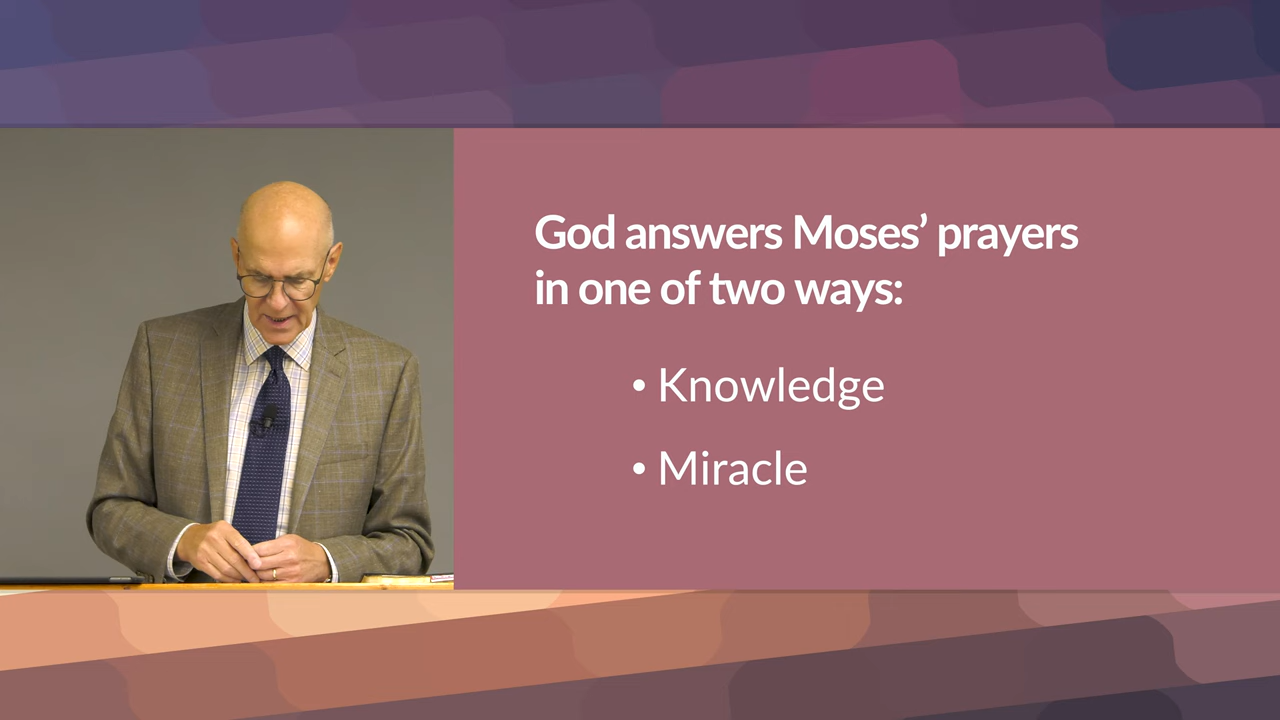 God answers Moses’ prayers
in one of two ways:
• Knowledge
• Miracle